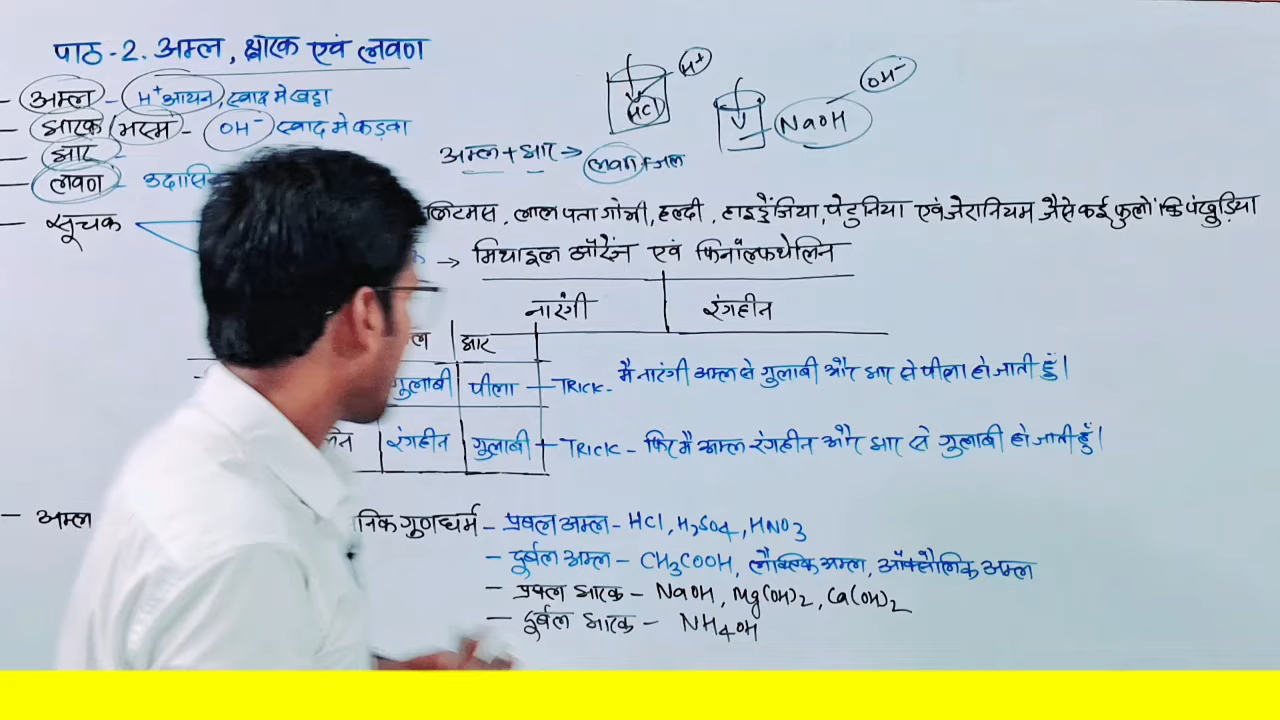 पाठ-2. अम्ल, क्षारक एवं लवण
- अम्ल - H⁺ आयन, स्वाद मे खट्टा
- क्षारक/भस्म - OH⁻ स्वाद मे कड़वा
- क्षार -
- लवण - उदासि
H⁺
HCl
OH⁻
NaOH
अम्ल + क्षार → लवण + जल
- सूचक
लिटमस, लाल पता गोभी, हल्दी, हाइड्रेंजिया, पेटुनिया एवं जेरानियम जैसे कई फुलों कि पंखुड़िया
→ मिथाइल ऑरेंज एवं फिनॉल्फथेलिन
नारंगी रंगहीन
ल क्षार
गुलाबी पीला - TRICK - मै नारंगी अम्ल से गुलाबी और क्षार से पीला हो जाती हुँ।
रंगहीन गुलाबी - TRICK - फिर मै अम्ल रंगहीन और क्षार से गुलाबी हो जाती हुँ।
- अम्ल निक गुणधर्म - प्रबल अम्ल - HCl, H₂SO₄, HNO₃
- दुर्बल अम्ल - CH₃COOH, लैक्टिक अम्ल, ऑक्सैलिक अम्ल
- प्रबल क्षारक - NaOH, Mg(OH)₂, Ca(OH)₂
- दुर्बल क्षारक - NH₄OH